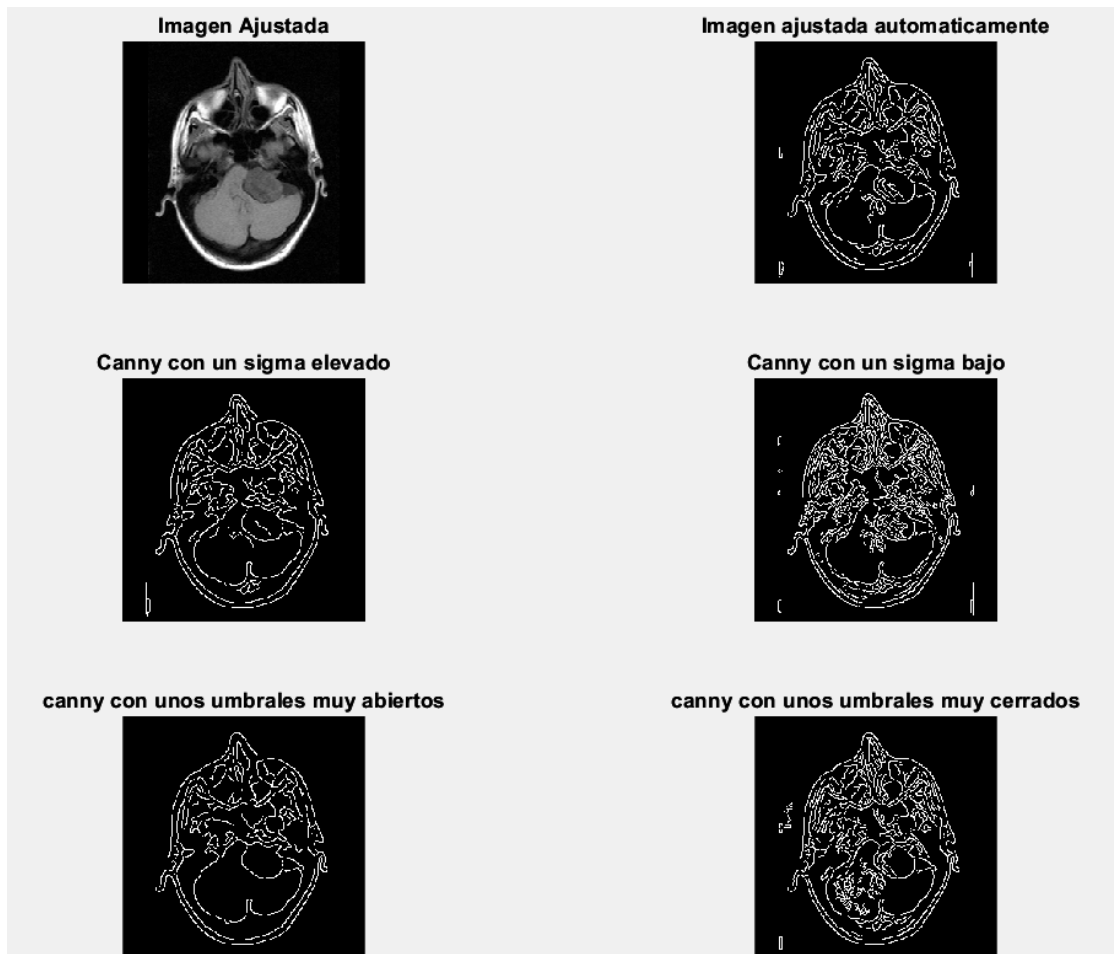 Imagen Ajustada
Imagen ajustada automaticamente
Canny con un sigma elevado
Canny con un sigma bajo
canny con unos umbrales muy abiertos
canny con unos umbrales muy cerrados